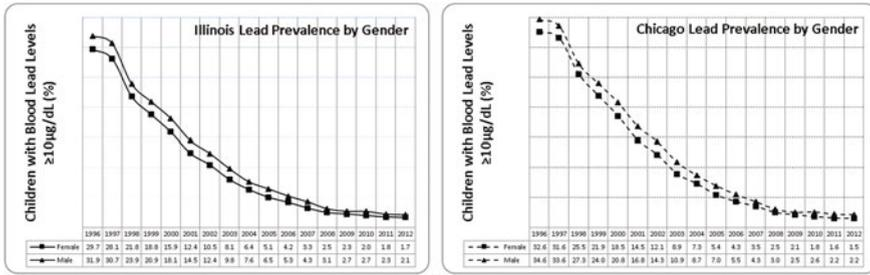 Illinois Lead Prevalence by Gender
Children with Blood Lead Levels
≥10µg/dL (%)
1996 1997 1998 1999 2000 2001 2002 2003 2004 2005 2006 2007 2008 2009 2010 2011 2012
Female 29.7 28.1 21.8 18.8 15.9 12.4 10.5 8.1 6.4 5.1 4.2 3.3 2.5 2.3 2.0 1.8 1.7
Male 31.9 30.7 23.9 20.9 18.1 14.5 12.4 9.8 7.6 6.5 5.3 4.3 3.1 2.7 2.7 2.3 2.1
Chicago Lead Prevalence by Gender
Children with Blood Lead Levels
≥10µg/dL (%)
1996 1997 1998 1999 2000 2001 2002 2003 2004 2005 2006 2007 2008 2009 2010 2011 2012
Female 32.6 31.6 25.5 21.9 18.5 14.5 12.1 8.9 7.3 5.4 4.3 3.5 2.5 2.1 1.8 1.6 1.5
Male 34.6 33.6 27.3 24.0 20.8 16.8 14.3 10.9 8.7 7.0 5.5 4.3 3.0 2.5 2.6 2.2 2.2